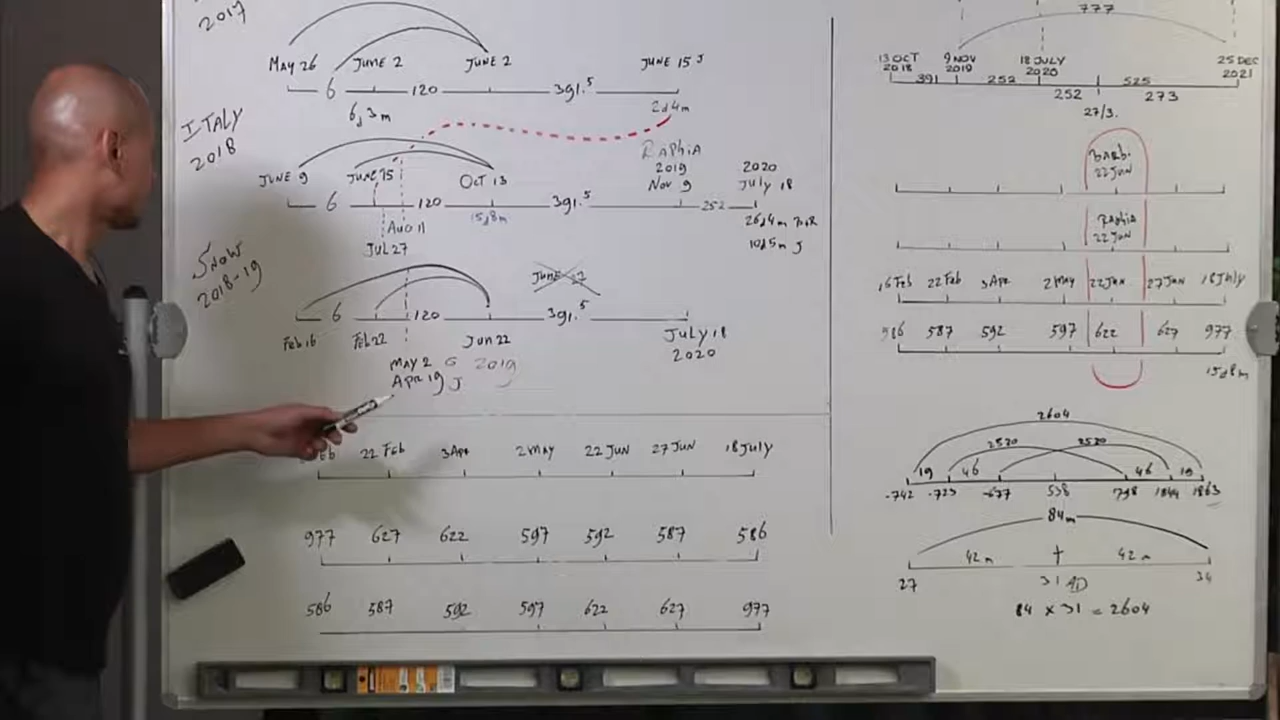 2017
MAY 26 JUNE 2 JUNE 2 JUNE 15 J
6 120 391.5
6d 3m 2d4m
ITALY
2018
RAPHIA
2019 2020
JUNE 9 JUNE 15 OCT 13 NOV 9 JULY 18
6 120 391.5 252
15d8m
26d4m
10d5m J
AUG 11
JUL 27
SNOW
2018-19
JUNE 27
6 120 391.5
Feb 16 Feb 22 Jun 22 JULY 18
2020
MAY 2 G 2019
APR 19 J
Feb 22 Feb 3 Apr 2 MAY 22 JUN 27 JUN 18 JULY
977 627 622 597 592 587 586
586 587 592 597 622 627 977
777
13 OCT 9 NOV 18 JULY 25 DEC
2018 2019 2020 2021
391 252 525
252 273
27/3.
BARB.
22 JUN
RAPHIA
22 JUN
16 Feb 22 Feb 3 Apr 2 MAY 22 JUN 27 JUN 18 JULY
586 587 592 597 622 627 977
15d8m
2604
2520 2520
19 46 46 19
-742 -723 -677 538 798 1844 1863
84m
42m † 42m
27 31 AD 34
84 x 31 = 2604